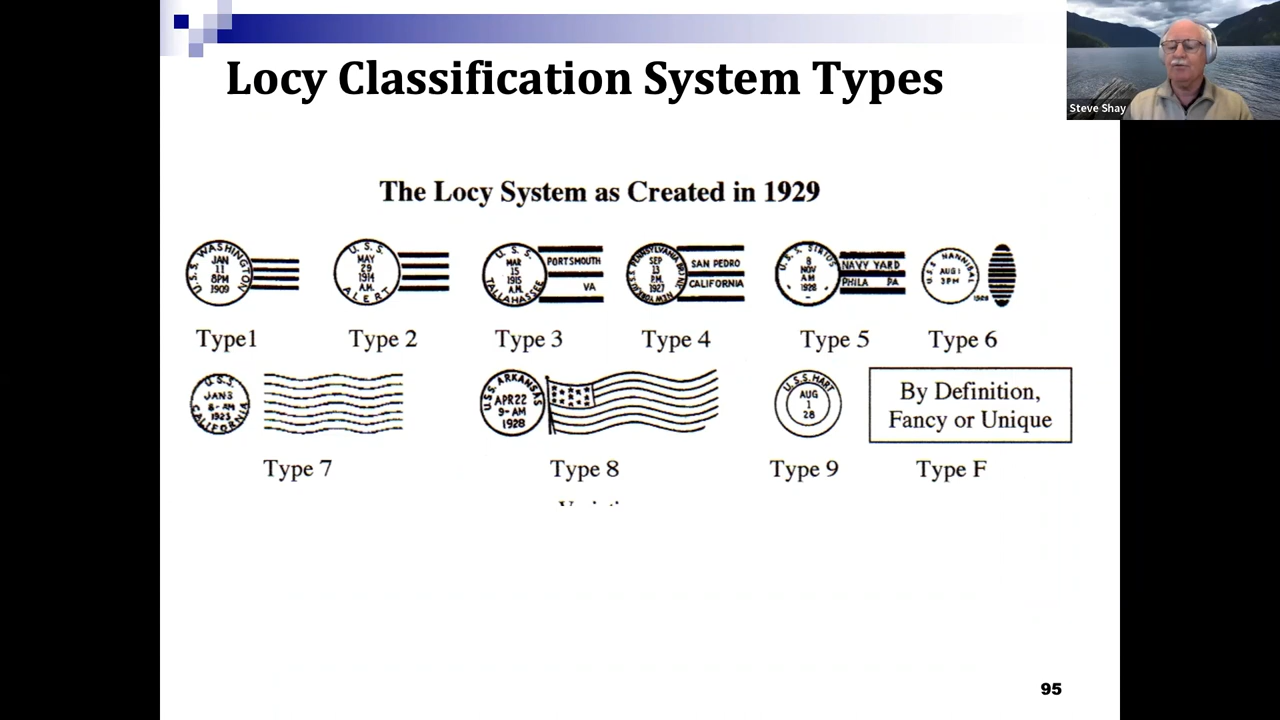 Locy Classification System Types
Steve Shay
The Locy System as Created in 1929
U.S.S. WASHINGTON
JAN
11
8PM
1909
U.S.S.
MAY
29
1914
A.M.
ALERT
U.S.
MAR
15
1915
A.M.
TALLAHASSEE
PORTSMOUTH
VA
PENNSYLVANIA
SEP
13
P.M.
1927
SAN PEDRO
CALIFORNIA
U.S.S. SIRIUS
8
NOV
AM
1928
NAVY YARD
PHILA PA
U.S.S. HANNIBAL
AUG 1
3PM
1928
Type1
Type 2
Type 3
Type 4
Type 5
Type 6
U.S.S.
JAN 3
8-AM
1923
CALIFORNIA
U.S.S. ARKANSAS
APR 22
9-AM
1928
U.S.S. HART
AUG
1
28
By Definition,
Fancy or Unique
Type 7
Type 8
Type 9
Type F
95